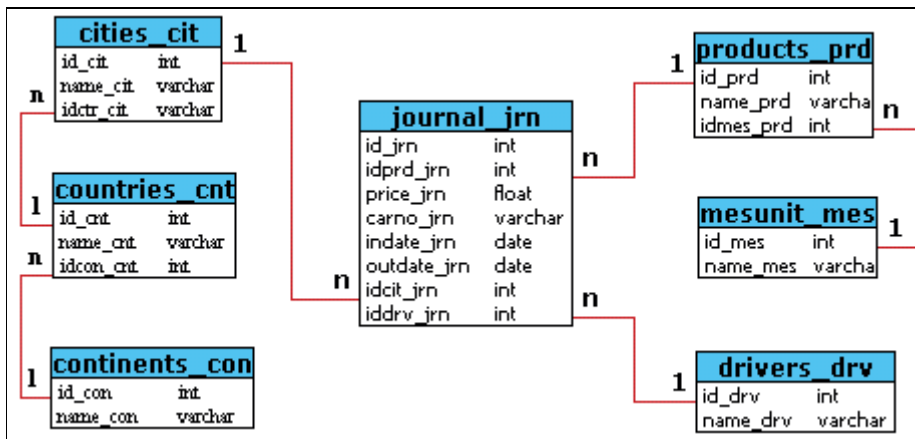 cities_cit
id_cit int
name_cit varchar
idctr_cit varchar
1
n
countries_cnt
id_cnt int
name_cnt varchar
idcon_cnt int
1
n
continents_con
id_con int
name_con varchar
1
journal_jrn
id_jrn int
idprd_jrn int
price_jrn float
carno_jrn varchar
indate_jrn date
outdate_jrn date
idcit_jrn int
iddrv_jrn int
n
n
n
products_prd
id_prd int
name_prd varcha
idmes_prd int
1
n
mesunit_mes
id_mes int
name_mes varcha
1
drivers_drv
id_drv int
name_drv varchar
1